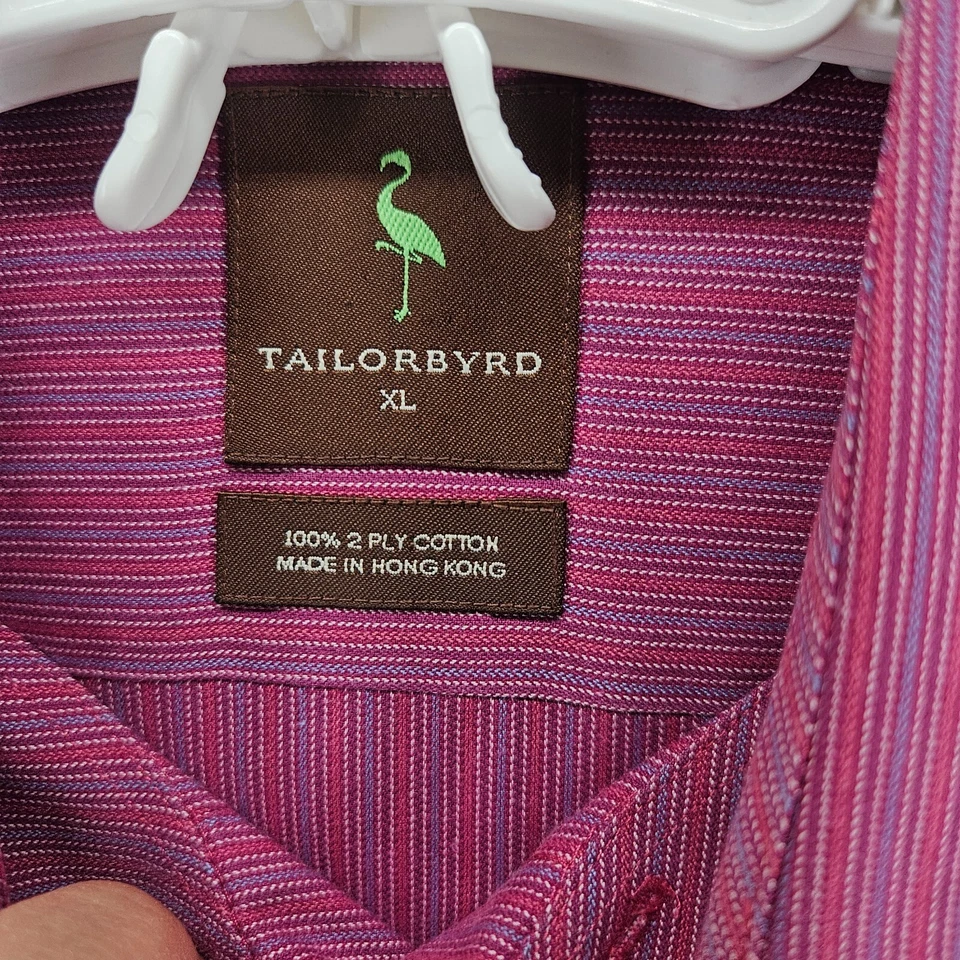 TAILORBYRD
XL
100% 2 PLY COTTON
MADE IN HONG KONG